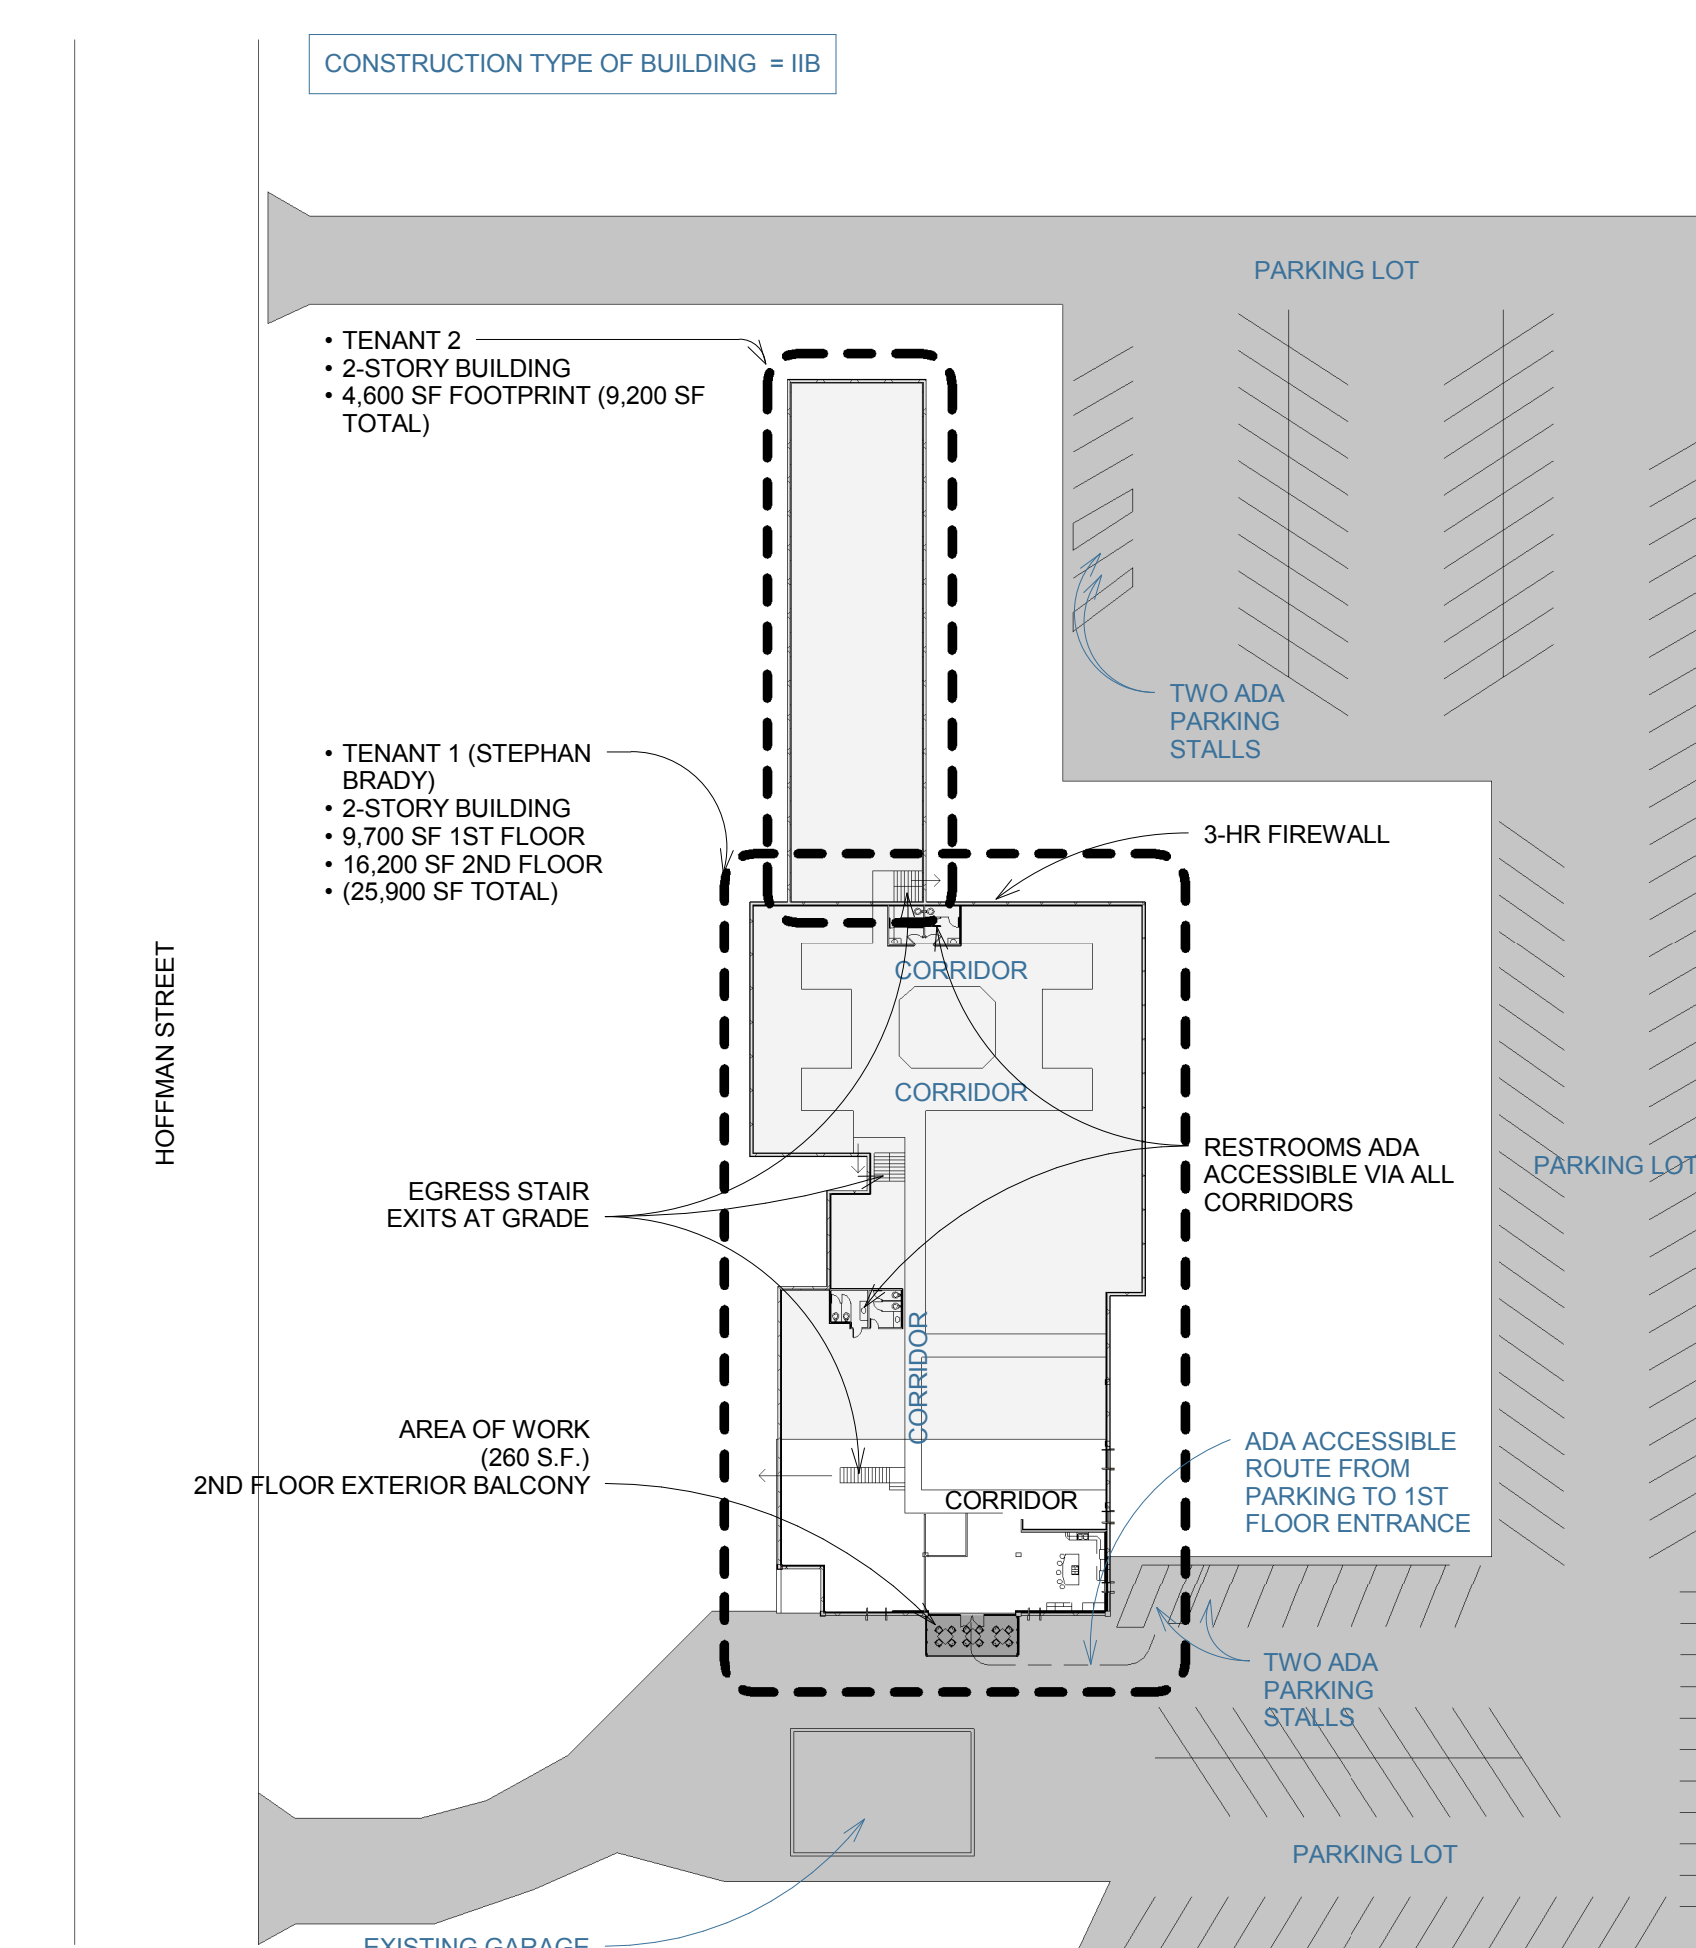 CONSTRUCTION TYPE OF BUILDING = IIB
PARKING LOT
• TENANT 2
• 2-STORY BUILDING
• 4,600 SF FOOTPRINT (9,200 SF
TOTAL)
TWO ADA
PARKING
STALLS
• TENANT 1 (STEPHAN
BRADY)
• 2-STORY BUILDING
• 9,700 SF 1ST FLOOR
• 16,200 SF 2ND FLOOR
• (25,900 SF TOTAL)
3-HR FIREWALL
HOFFMAN STREET
CORRIDOR
CORRIDOR
RESTROOMS ADA
ACCESSIBLE VIA ALL
CORRIDORS
PARKING LOT
EGRESS STAIR
EXITS AT GRADE
CORRIDOR
AREA OF WORK
(260 S.F.)
2ND FLOOR EXTERIOR BALCONY
CORRIDOR
ADA ACCESSIBLE
ROUTE FROM
PARKING TO 1ST
FLOOR ENTRANCE
TWO ADA
PARKING
STALLS
PARKING LOT
EXISTING GARAGE